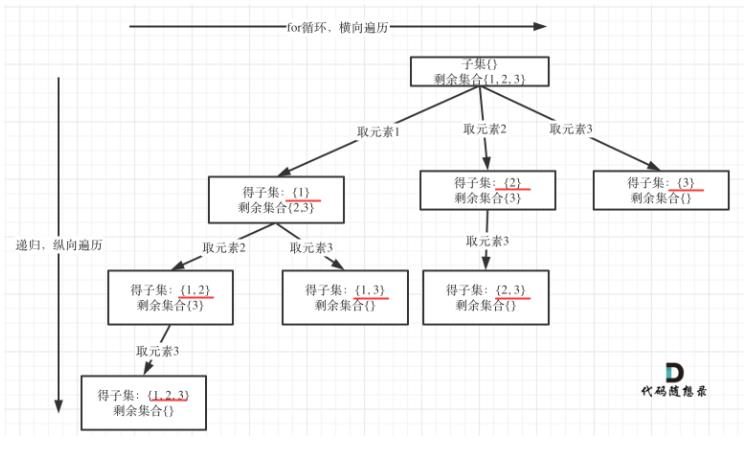 for循环，横向遍历
子集{}
剩余集合{1, 2, 3}
取元素1
取元素2
取元素3
得子集：{1}
剩余集合{2,3}
得子集：{2}
剩余集合{3}
得子集：{3}
剩余集合{}
递归，纵向遍历
取元素2
取元素3
取元素3
得子集：{1, 2}
剩余集合{3}
得子集：{1, 3}
剩余集合{}
得子集：{2, 3}
剩余集合{}
取元素3
得子集：{1, 2, 3}
剩余集合{}
代码随想录